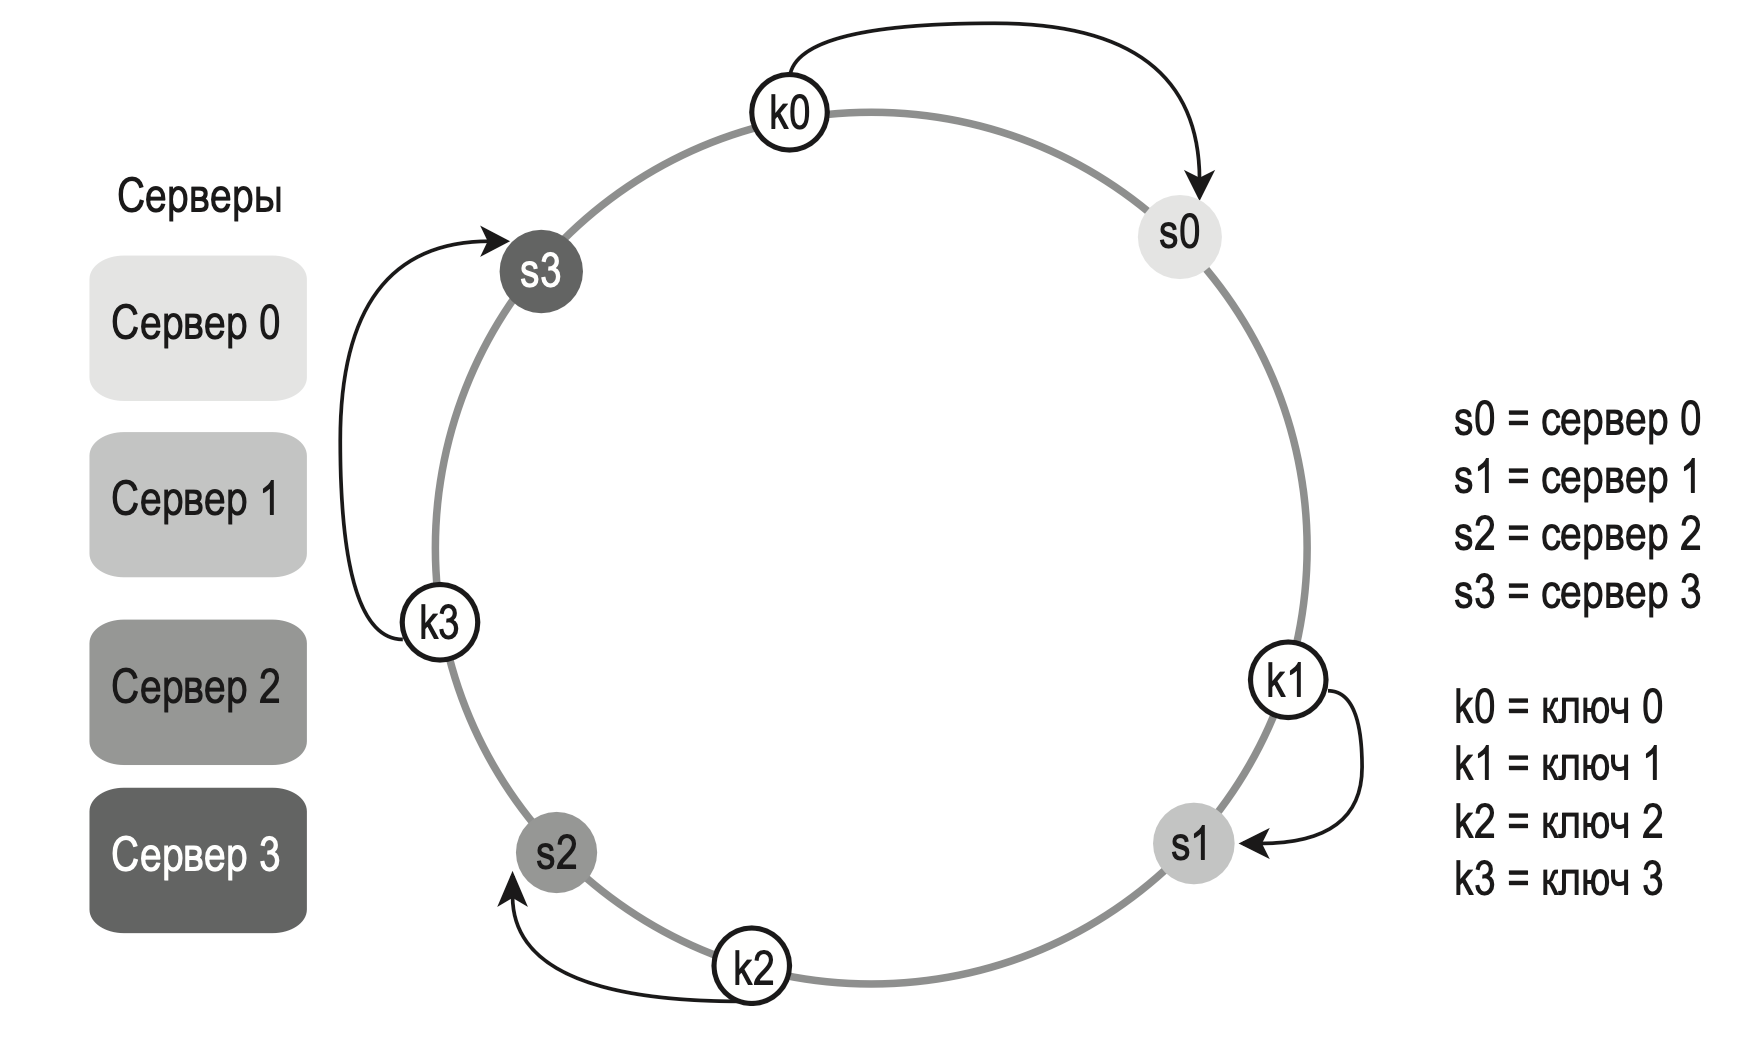 k0
Серверы
s0
s3
Сервер 0
s0 = сервер 0
Сервер 1
s1 = сервер 1
s2 = сервер 2
s3 = сервер 3
k3
Сервер 2
k1
k0 = ключ 0
k1 = ключ 1
k2 = ключ 2
k3 = ключ 3
Сервер 3
s2
s1
k2